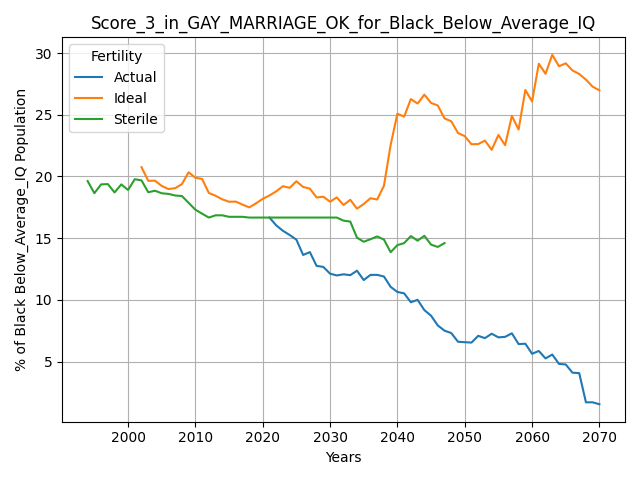 Score_3_in_GAY_MARRIAGE_OK_for_Black_Below_Average_IQ
% of Black Below_Average_IQ Population
30
25
20
15
10
5
Fertility
Actual
Ideal
Sterile
2000 2010 2020 2030 2040 2050 2060 2070
Years